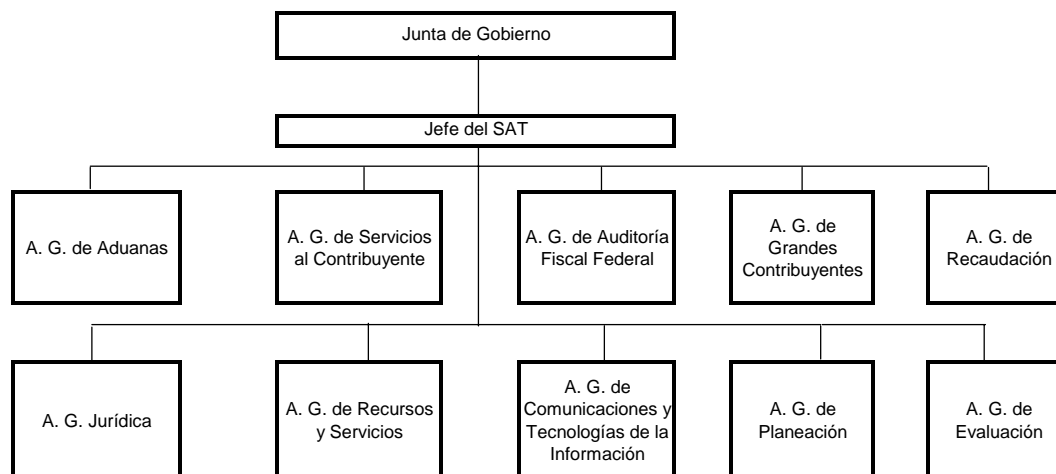 Junta de Gobierno
Jefe del SAT
A. G. de Aduanas
A. G. de Servicios
al Contribuyente
A. G. de Auditoría
Fiscal Federal
A. G. de
Grandes
Contribuyentes
A. G. de
Recaudación
A. G. Jurídica
A. G. de Recursos
y Servicios
A. G. de
Comunicaciones y
Tecnologías de la
Información
A. G. de
Planeación
A. G. de
Evaluación